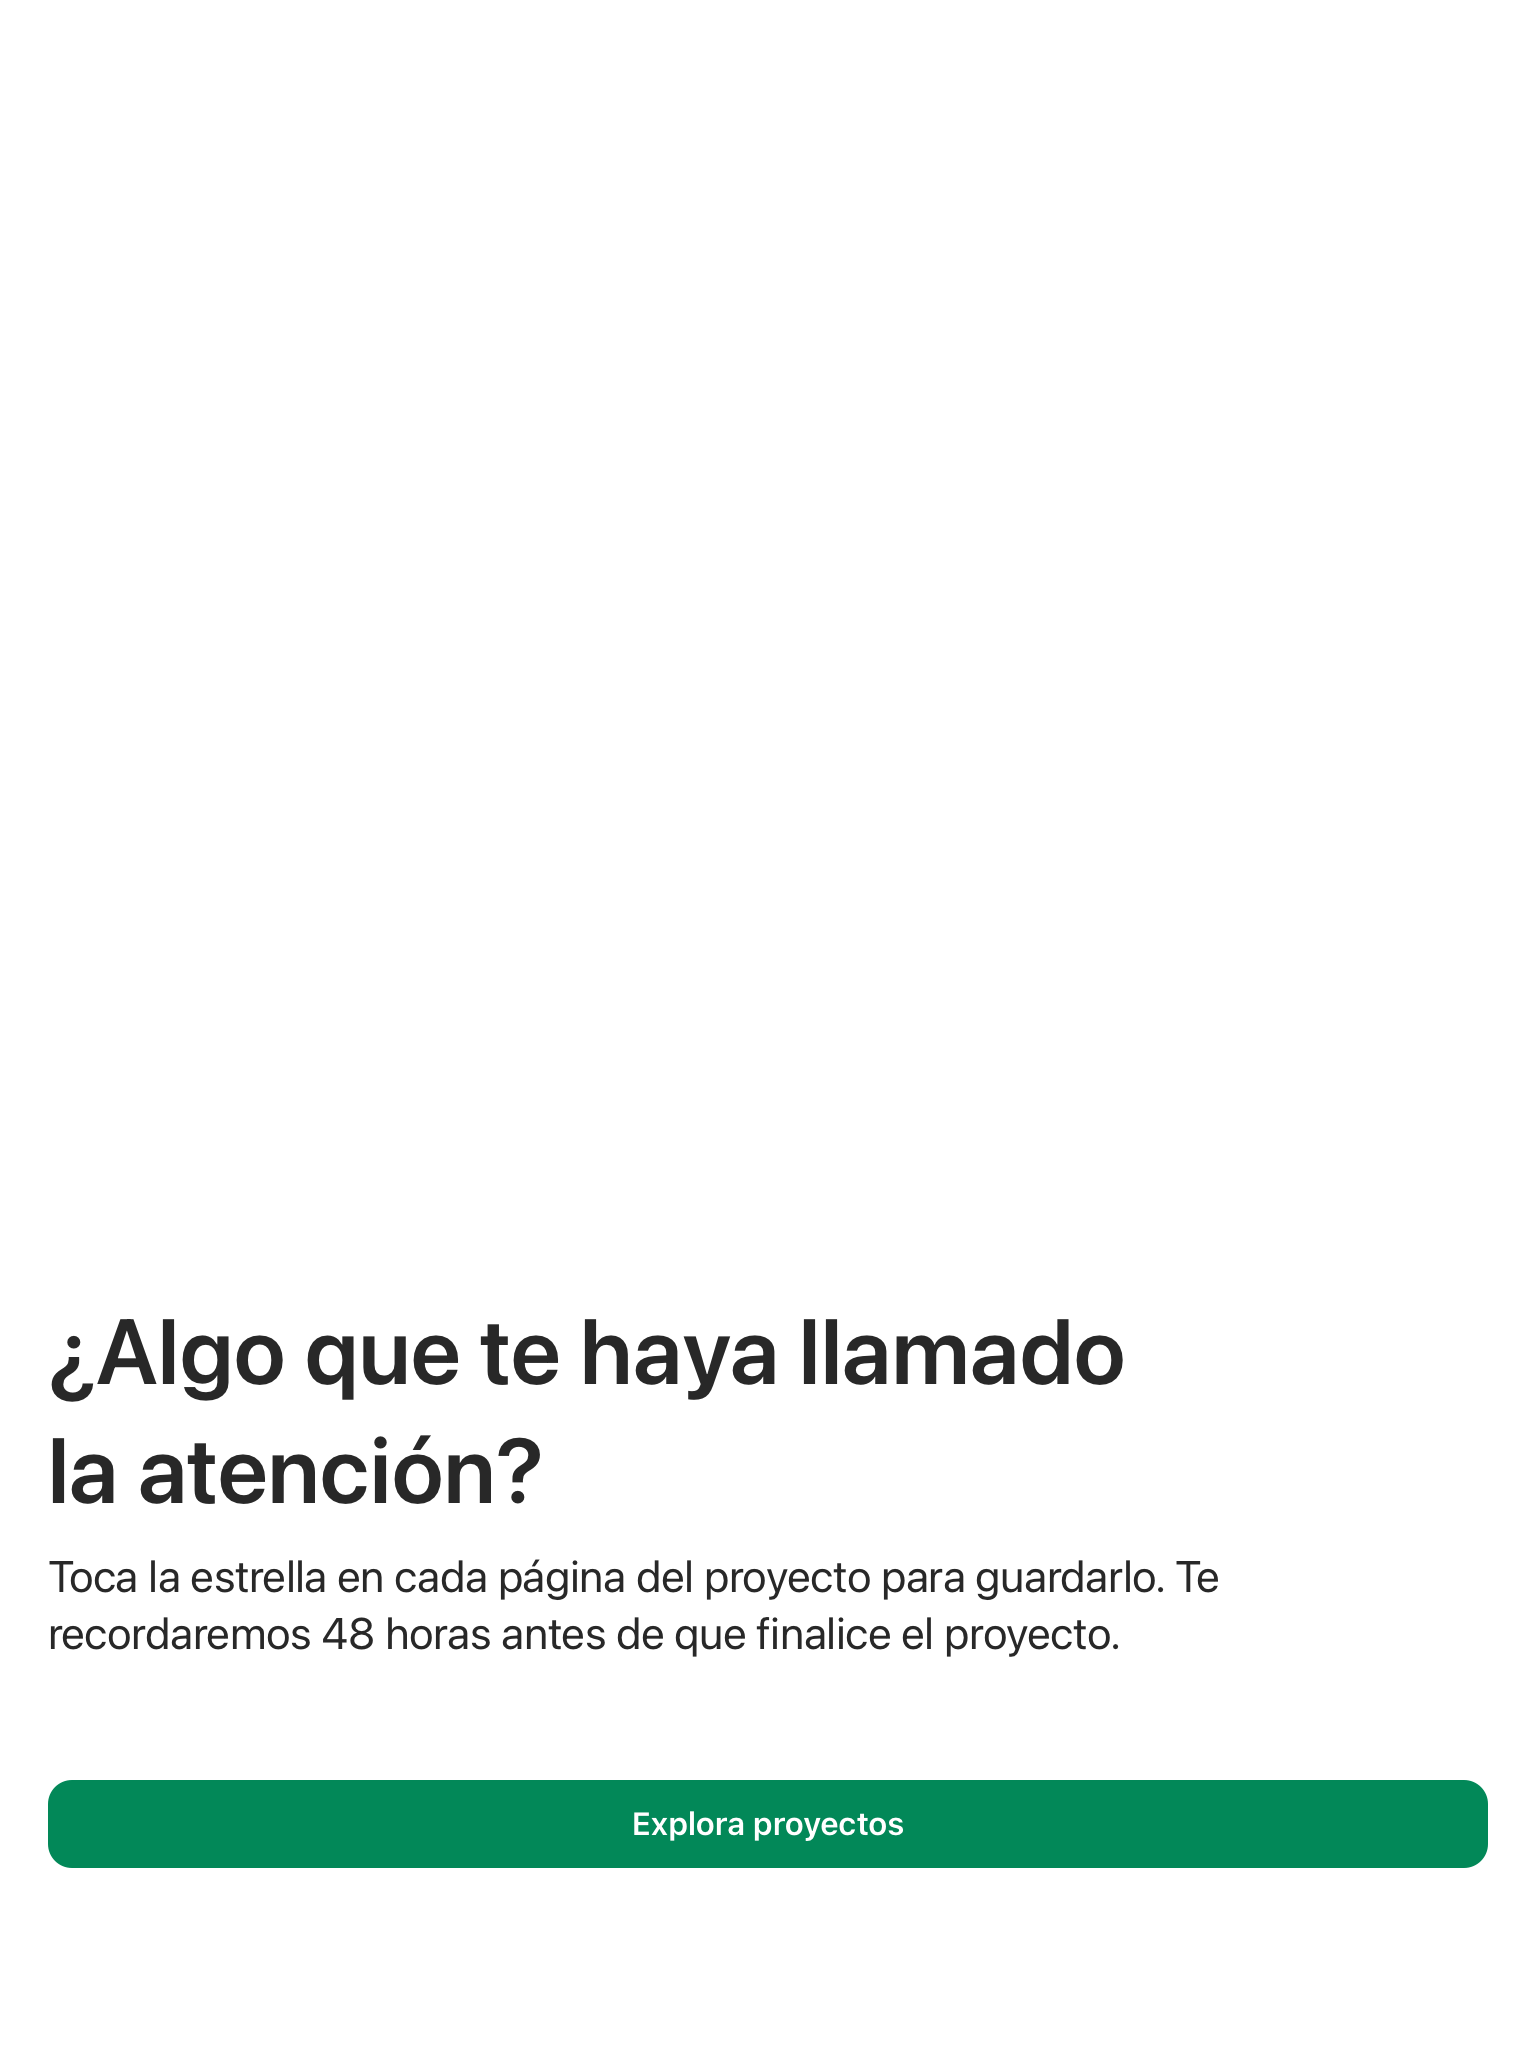 ¿Algo que te haya llamado
la atención?
Toca la estrella en cada página del proyecto para guardarlo. Te
recordaremos 48 horas antes de que finalice el proyecto.
Explora proyectos